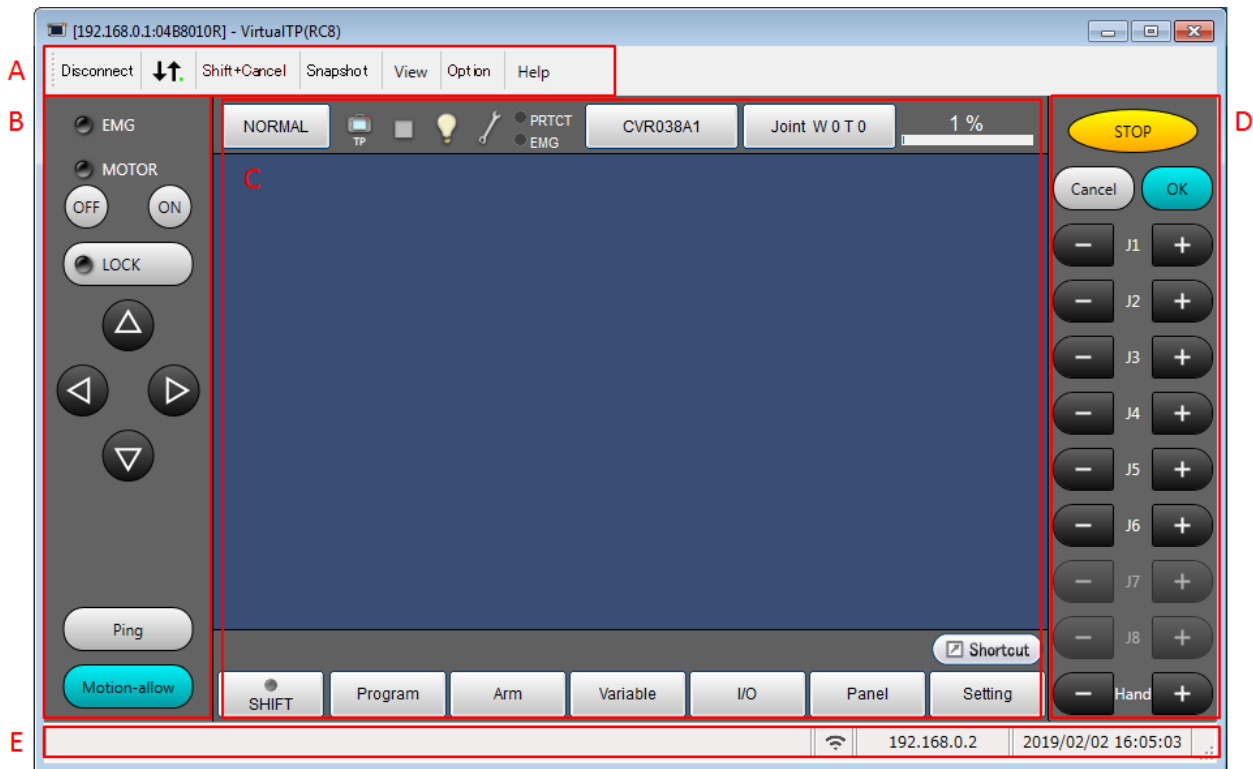 [192.168.0.1:04B8010R] - VirtualTP(RC8)
A
Disconnect Shift+Cancel Snapshot View Option Help
B
EMG
MOTOR
OFF ON
LOCK
Ping
Motion-allow
C
NORMAL TP PRTCT EMG CVR038A1 Joint W 0 T 0 1 %
Shortcut
SHIFT Program Arm Variable I/O Panel Setting
D
STOP
Cancel OK
− J1 +
− J2 +
− J3 +
− J4 +
− J5 +
− J6 +
− J7 +
− J8 +
− Hand +
E
192.168.0.2 2019/02/02 16:05:03